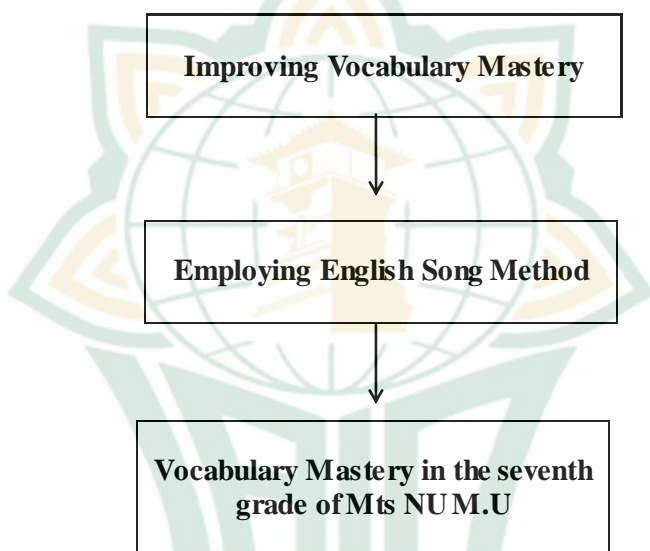 Improving Vocabulary Mastery
Employing English Song Method
Vocabulary Mastery in the seventh
grade of Mts NU M.U